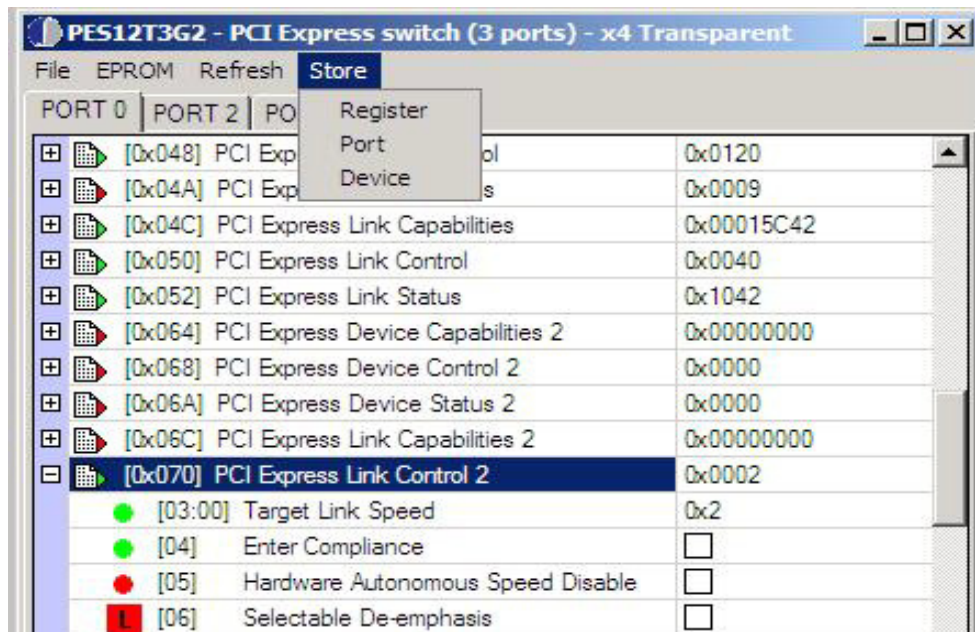 PES12T3G2 - PCI Express switch (3 ports) - x4 Transparent
File EPROM Refresh Store
Register
Port
Device
PORT 0 PORT 2 PO
[0x048] PCI Exp ol 0x0120
[0x04A] PCI Exp s 0x0009
[0x04C] PCI Express Link Capabilities 0x00015C42
[0x050] PCI Express Link Control 0x0040
[0x052] PCI Express Link Status 0x1042
[0x064] PCI Express Device Capabilities 2 0x00000000
[0x068] PCI Express Device Control 2 0x0000
[0x06A] PCI Express Device Status 2 0x0000
[0x06C] PCI Express Link Capabilities 2 0x00000000
[0x070] PCI Express Link Control 2 0x0002
[03:00] Target Link Speed 0x2
[04] Enter Compliance
[05] Hardware Autonomous Speed Disable
L [06] Selectable De-emphasis